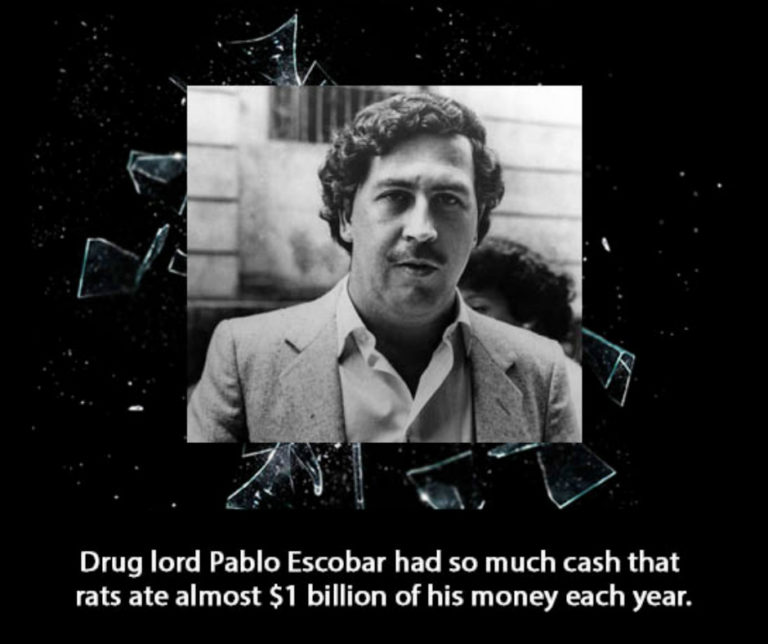 Drug lord Pablo Escobar had so much cash that
rats ate almost $1 billion of his money each year.